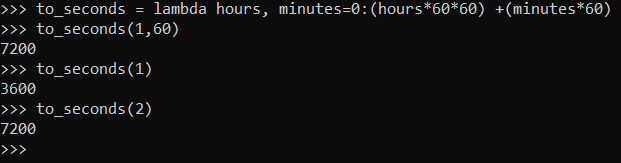 >>> to_seconds = lambda hours, minutes=0:(hours*60*60) +(minutes*60)
>>> to_seconds(1,60)
7200
>>> to_seconds(1)
3600
>>> to_seconds(2)
7200
>>>